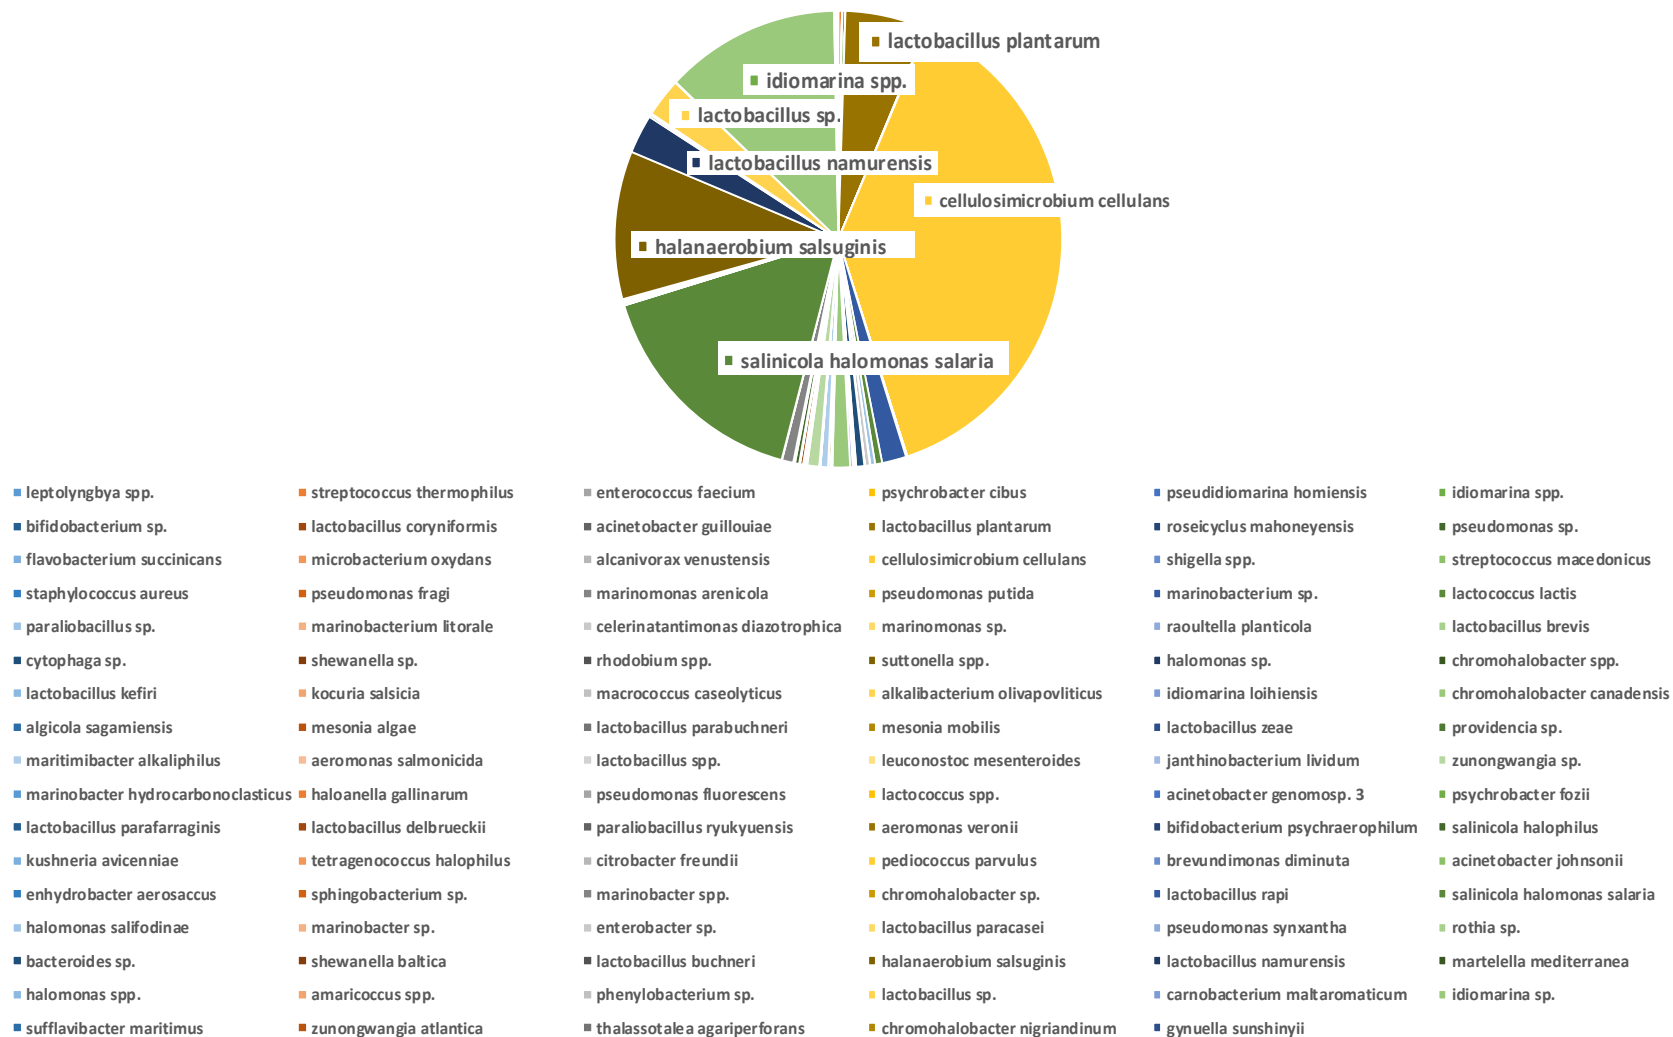 lactobacillus plantarum
idiomarina spp.
lactobacillus sp.
lactobacillus namurensis
cellulosimicrobium cellulans
halanaerobium salsuginis
salinicola halomonas salaria
leptolyngbya spp. streptococcus thermophilus enterococcus faecium psychrobacter cibus pseudidiomarina homiensis idiomarina spp.
bifidobacterium sp. lactobacillus coryniformis acinetobacter guillouiae lactobacillus plantarum roseicyclus mahoneyensis pseudomonas sp.
flavobacterium succinicans microbacterium oxydans alcanivorax venustensis cellulosimicrobium cellulans shigella spp. streptococcus macedonicus
staphylococcus aureus pseudomonas fragi marinomonas arenicola pseudomonas putida marinobacterium sp. lactococcus lactis
paraliobacillus sp. marinobacterium litorale celerinatantimonas diazotrophica marinomonas sp. raoultella planticola lactobacillus brevis
cytophaga sp. shewanella sp. rhodobium spp. suttonella spp. halomonas sp. chromohalobacter spp.
lactobacillus kefiri kocuria salsicia macrococcus caseolyticus alkalibacterium olivapovliticus idiomarina loihiensis chromohalobacter canadensis
algicola sagamiensis mesonia algae lactobacillus parabuchneri mesonia mobilis lactobacillus zeae providencia sp.
maritimibacter alkaliphilus aeromonas salmonicida lactobacillus spp. leuconostoc mesenteroides janthinobacterium lividum zunongwangia sp.
marinobacter hydrocarbonoclasticus haloanella gallinarum pseudomonas fluorescens lactococcus spp. acinetobacter genomosp. 3 psychrobacter fozii
lactobacillus parafarraginis lactobacillus delbrueckii paraliobacillus ryukyuensis aeromonas veronii bifidobacterium psychraerophilum salinicola halophilus
kushneria avicenniae tetragenococcus halophilus citrobacter freundii pediococcus parvulus brevundimonas diminuta acinetobacter johnsonii
enhydrobacter aerosaccus sphingobacterium sp. marinobacter spp. chromohalobacter sp. lactobacillus rapi salinicola halomonas salaria
halomonas salifodinae marinobacter sp. enterobacter sp. lactobacillus paracasei pseudomonas synxantha rothia sp.
bacteroides sp. shewanella baltica lactobacillus buchneri halanaerobium salsuginis lactobacillus namurensis martelella mediterranea
halomonas spp. amaricoccus spp. phenylobacterium sp. lactobacillus sp. carnobacterium maltaromaticum idiomarina sp.
sufflavibacter maritimus zunongwangia atlantica thalassotalea agariperforans chromohalobacter nigriandinum gynuella sunshinyii